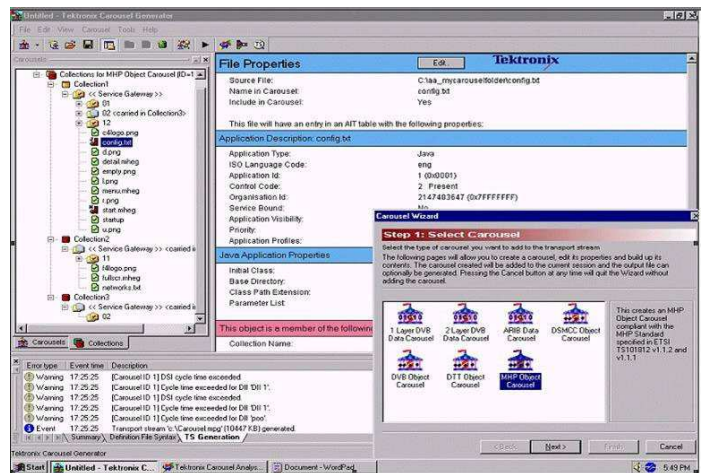 Untitled - Tektronix Carousel Generator
File Edit View Carousel Tools Help
Carousels
Collections for MHP Object Carousel (ID=1
Collection1
<< Service Gateway >>
01
02 <carried in Collection3>
12
c4logo.png
config.txt
d.png
detail.mheg
empty.png
l.png
menu.mheg
r.png
start.mheg
startup
u.png
Collection2
<< Service Gateway >> <carried in
11
f4logo.png
fullscr.mheg
networks.txt
Collection3
<< Service Gateway >> <carried in
02
Carousels Collections
File Properties
Edit..
Tektronix
Source File: C:\aa_mycarouselfolder\config.txt
Name in Carousel: config.txt
Include in Carousel: Yes
This file will have an entry in an AIT table with the following properties:
Application Description: config.txt
Application Type: Java
ISO Language Code: eng
Application Id: 1 (0x0001)
Control Code: 2 Present
Organisation Id: 2147403647 (0x7FFFFFFF)
Service Bound: No
Application Visibility:
Priority:
Application Profiles:
Java Application Properties
Initial Class:
Base Directory:
Class Path Extension:
Parameter List:
This object is a member of the following
Collection Name:
Carousel Wizard
Step 1: Select Carousel
Select the type of carousel you want to add to the transport stream
The following pages will allow you to create a carousel, edit its properties and build up its
contents. The carousel created will be added to the current session and the output file can
optionally be generated. Pressing the Cancel button at any time will quit the Wizard without
adding the carousel.
1 Layer DVB Data Carousel
2 Layer DVB Data Carousel
ARIB Data Carousel
DSMCC Object Carousel
DVB Object Carousel
DTT Object Carousel
MHP Object Carousel
This creates an MHP
Object Carousel
compliant with the
MHP Standard
specified in ETSI
TS101812 v1.1.2 and
v1.1.1
< Back Next > Finish Cancel
Error type Event time Description
Warning 17:25:25 [Carousel ID 1] DSI cycle time exceeded
Warning 17:25:25 [Carousel ID 1] DSI cycle time exceeded for DII 'DII 1'.
Warning 17:25:25 [Carousel ID 1] DSI cycle time exceeded for DII 'DII 1'.
Warning 17:25:25 [Carousel ID 1] DSI cycle time exceeded for DII 'poo'.
Event 17:25:25 Transport stream 'c:\Carousel.mpg' (10447 KB) generated.
Summary Definition File Syntax TS Generation
Tektronix Carousel Generator
Start Untitled - Tektronix C... Tektronix Carousel Analys... Document - WordPad 5:49 PM